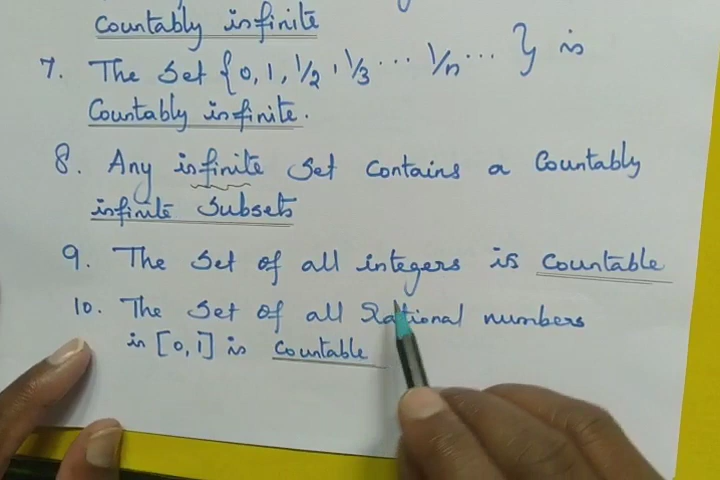 Countably infinite
7. The set {0, 1, 1/2, 1/3 ... 1/n ... } is
Countably infinite.
8. Any infinite set contains a Countably
infinite subsets
9. The set of all integers is Countable
10. The set of all Rational numbers
in [0, 1] is Countable